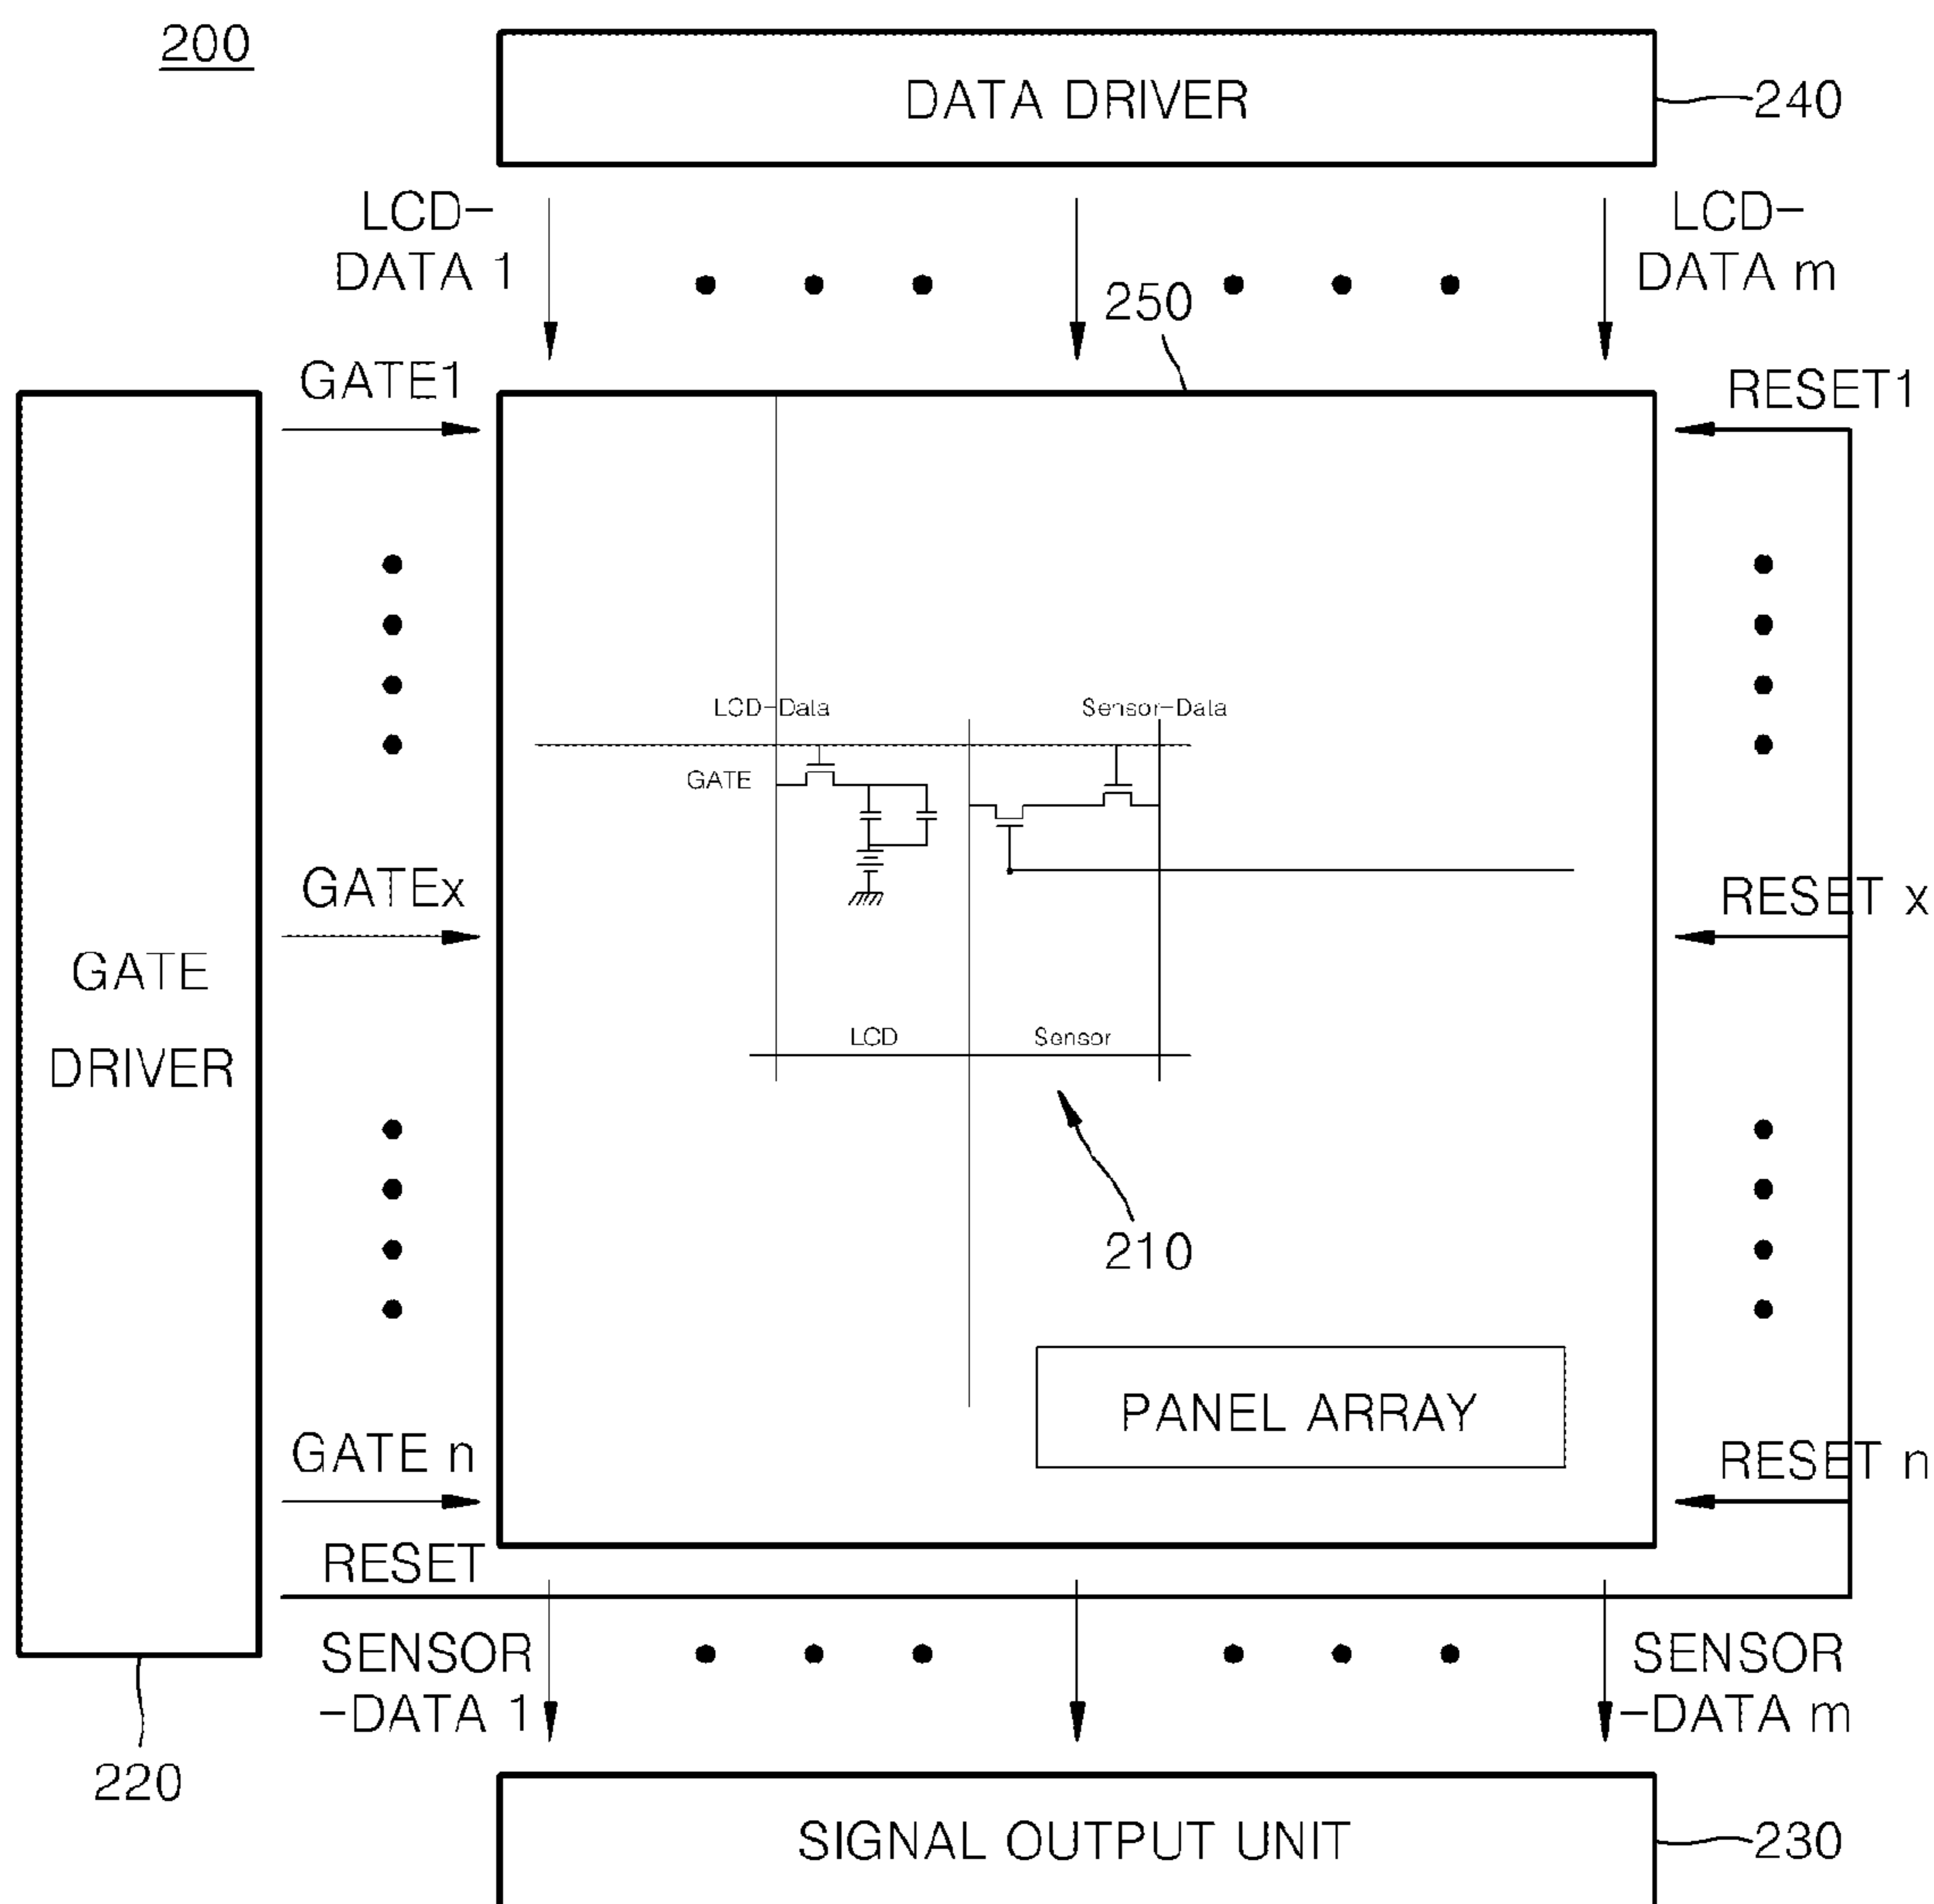 200
DATA DRIVER
240
LCD-
DATA 1
LCD-
DATA m
250
GATE1
RESET1
LCD-Data
Sensor-Data
GATE
GATEx
RESET x
GATE
DRIVER
LCD
Sensor
210
PANEL ARRAY
GATE n
RESET n
RESET
SENSOR
-DATA 1
SENSOR
-DATA m
220
SIGNAL OUTPUT UNIT
230